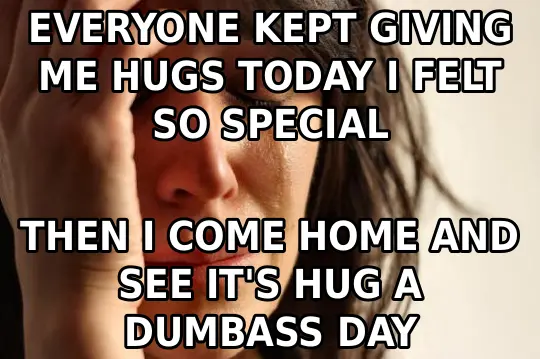 EVERYONE KEPT GIVING
ME HUGS TODAY I FELT
SO SPECIAL
THEN I COME HOME AND
SEE IT'S HUG A
DUMBASS DAY